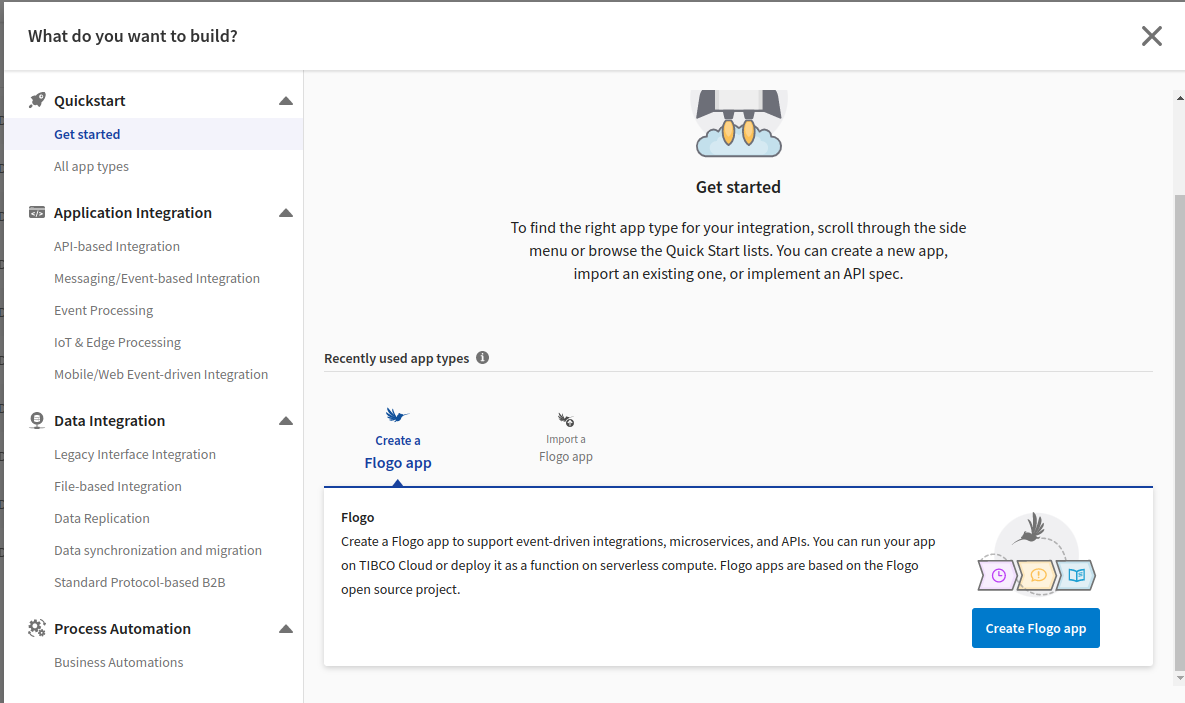 What do you want to build?
Quickstart
Get started
All app types
Application Integration
API-based Integration
Messaging/Event-based Integration
Event Processing
IoT & Edge Processing
Mobile/Web Event-driven Integration
Data Integration
Legacy Interface Integration
File-based Integration
Data Replication
Data synchronization and migration
Standard Protocol-based B2B
Process Automation
Business Automations
Get started
To find the right app type for your integration, scroll through the side
menu or browse the Quick Start lists. You can create a new app,
import an existing one, or implement an API spec.
Recently used app types
Create a
Flogo app
Import a
Flogo app
Flogo
Create a Flogo app to support event-driven integrations, microservices, and APIs. You can run your app
on TIBCO Cloud or deploy it as a function on serverless compute. Flogo apps are based on the Flogo
open source project.
Create Flogo app